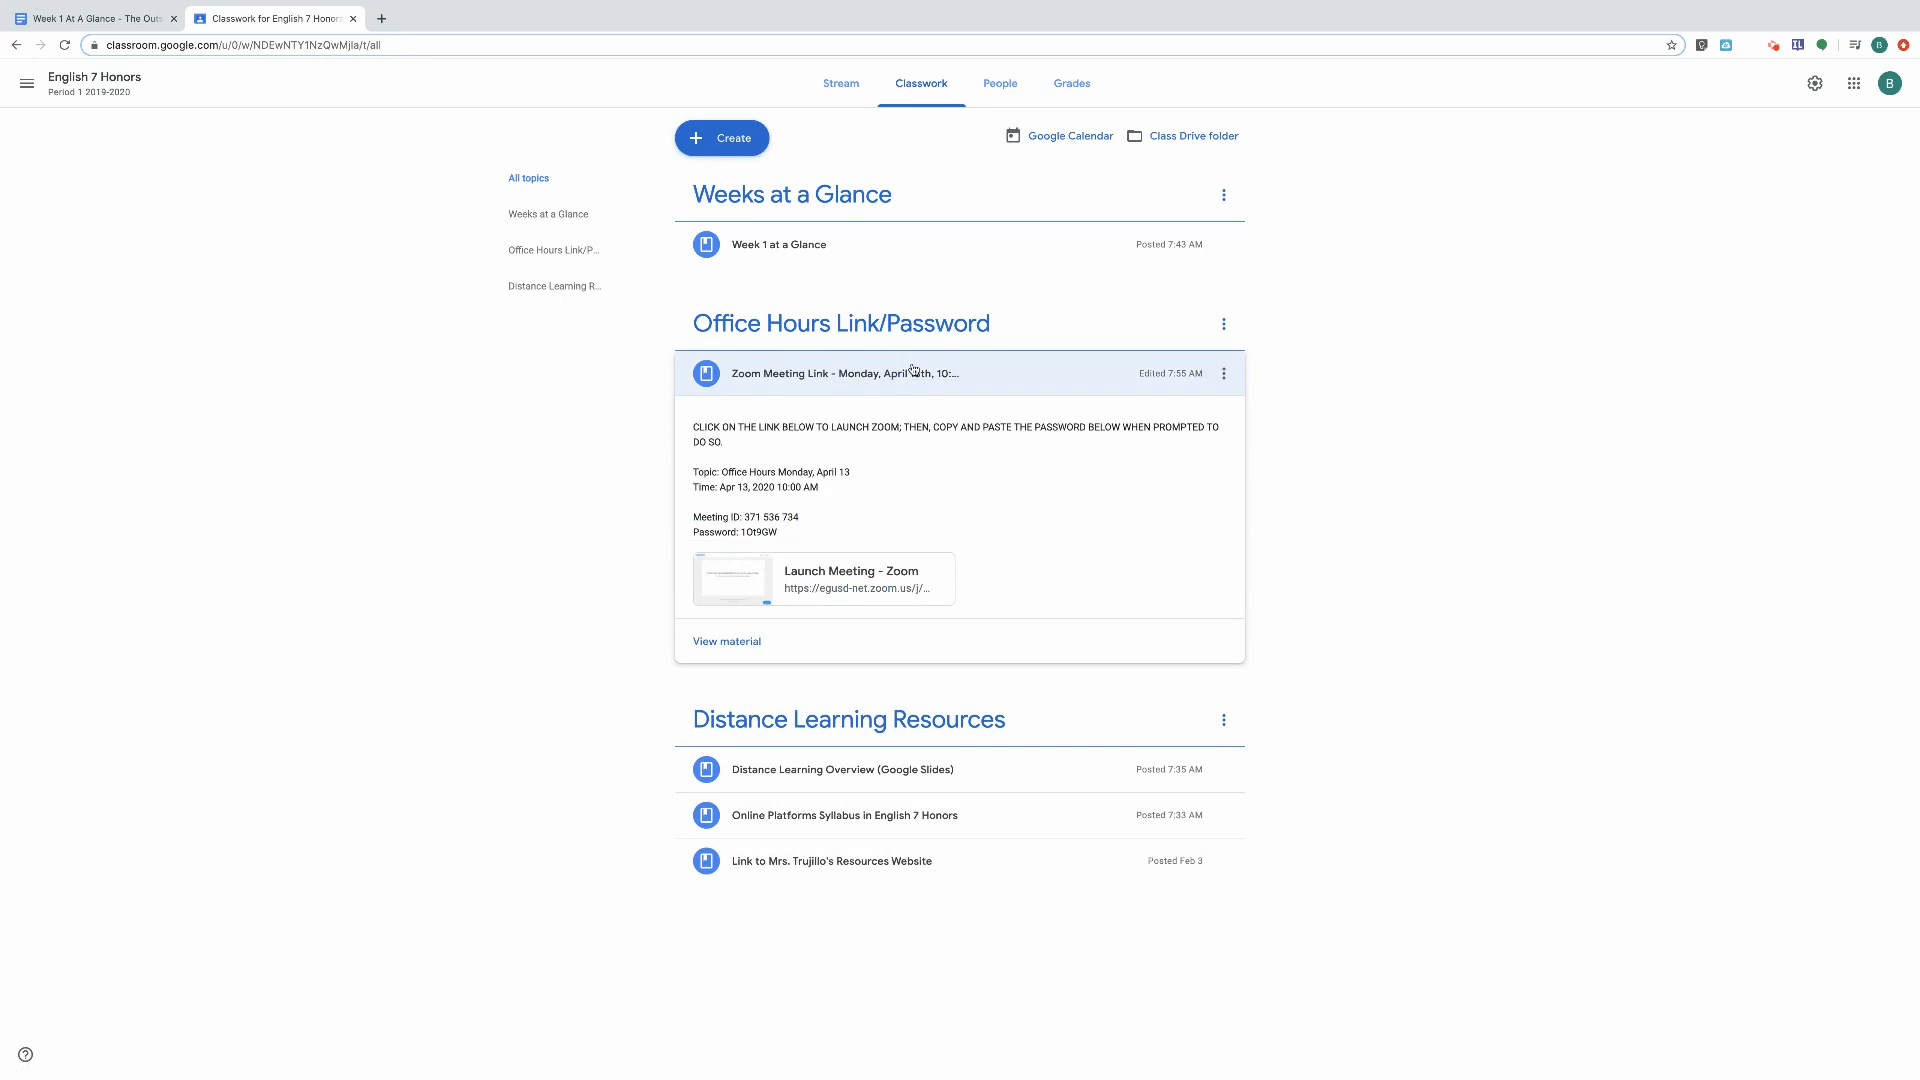 Week 1 At A Glance - The Outs
Classwork for English 7 Honors
classroom.google.com/u/0/w/NDEwNTY1NzQwMjla/t/all
English 7 Honors
Period 1 2019-2020
Stream
Classwork
People
Grades
B
B
Create
Google Calendar
Class Drive folder
All topics
Weeks at a Glance
Office Hours Link/P...
Distance Learning R...
Weeks at a Glance
Week 1 at a Glance
Posted 7:43 AM
Office Hours Link/Password
Zoom Meeting Link - Monday, April th, 10:...
Edited 7:55 AM
CLICK ON THE LINK BELOW TO LAUNCH ZOOM; THEN, COPY AND PASTE THE PASSWORD BELOW WHEN PROMPTED TO
DO SO.
Topic: Office Hours Monday, April 13
Time: Apr 13, 2020 10:00 AM
Meeting ID: 371 536 734
Password: 1Ot9GW
Launch Meeting - Zoom
https://egusd-net.zoom.us/j/...
View material
Distance Learning Resources
Distance Learning Overview (Google Slides)
Posted 7:35 AM
Online Platforms Syllabus in English 7 Honors
Posted 7:33 AM
Link to Mrs. Trujillo's Resources Website
Posted Feb 3